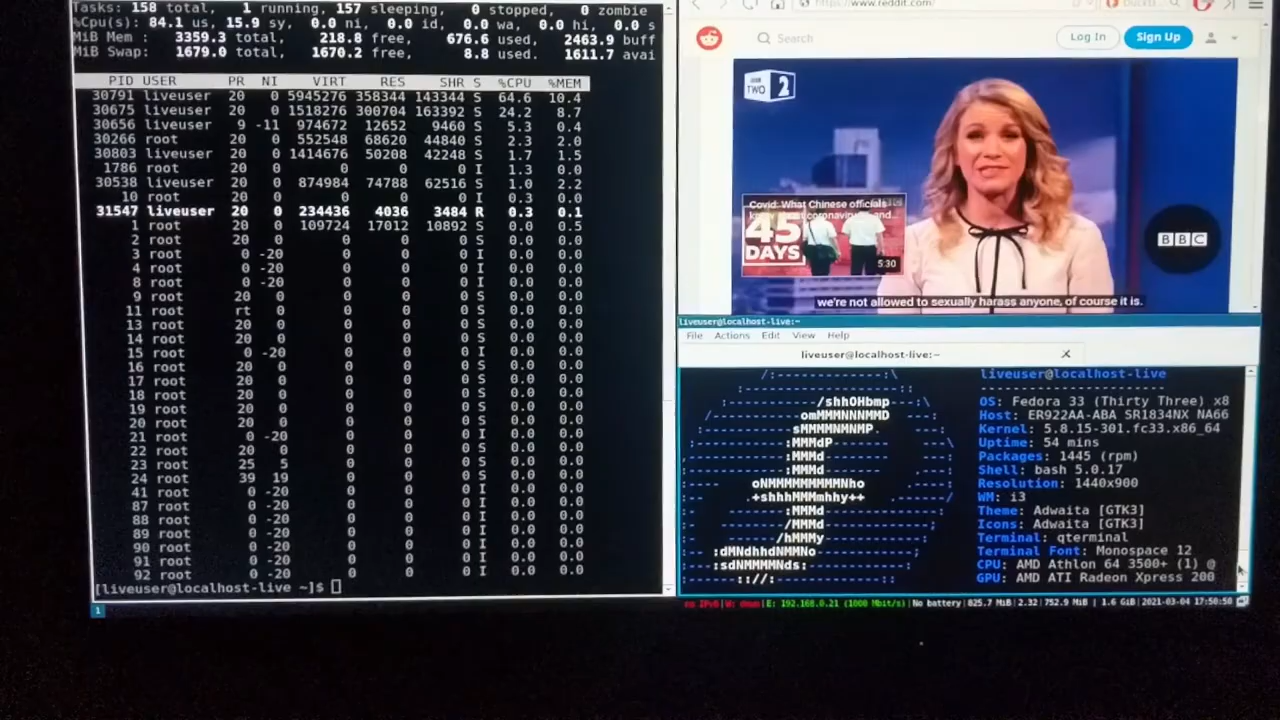 Tasks: 158 total, 1 running, 157 sleeping, 0 stopped, 0 zombie
%Cpu(s): 84.1 us, 15.9 sy, 0.0 ni, 0.0 id, 0.0 wa, 0.0 hi, 0.0 s
MiB Mem : 3359.3 total, 218.8 free, 676.6 used, 2463.9 buff
MiB Swap: 1679.0 total, 1670.2 free, 8.8 used. 1611.7 avai
PID USER PR NI VIRT RES SHR S %CPU %MEM
30791 liveuser 20 0 5945276 358344 143344 S 64.6 10.4
30675 liveuser 20 0 1518276 300704 163392 S 24.2 8.7
30656 liveuser 9 -11 974672 12652 9460 S 5.3 0.4
30266 root 20 0 552548 68620 44840 S 2.3 2.0
30803 liveuser 20 0 1414676 50208 42248 S 1.7 1.5
1786 root 20 0 0 0 0 I 1.3 0.0
30538 liveuser 20 0 874984 74788 62516 S 1.0 2.2
10 root 20 0 0 0 0 I 0.3 0.0
31547 liveuser 20 0 234436 4036 3484 R 0.3 0.1
1 root 20 0 109724 17012 10892 S 0.0 0.5
2 root 20 0 0 0 0 S 0.0 0.0
3 root 0 -20 0 0 0 I 0.0 0.0
4 root 0 -20 0 0 0 I 0.0 0.0
8 root 0 -20 0 0 0 I 0.0 0.0
9 root 20 0 0 0 0 S 0.0 0.0
11 root rt 0 0 0 0 S 0.0 0.0
13 root 20 0 0 0 0 S 0.0 0.0
14 root 20 0 0 0 0 S 0.0 0.0
15 root 0 -20 0 0 0 I 0.0 0.0
16 root 20 0 0 0 0 S 0.0 0.0
17 root 20 0 0 0 0 S 0.0 0.0
18 root 20 0 0 0 0 S 0.0 0.0
19 root 20 0 0 0 0 S 0.0 0.0
20 root 20 0 0 0 0 S 0.0 0.0
21 root 0 -20 0 0 0 I 0.0 0.0
22 root 20 0 0 0 0 S 0.0 0.0
23 root 25 5 0 0 0 S 0.0 0.0
24 root 39 19 0 0 0 S 0.0 0.0
41 root 0 -20 0 0 0 I 0.0 0.0
87 root 0 -20 0 0 0 I 0.0 0.0
88 root 0 -20 0 0 0 I 0.0 0.0
89 root 0 -20 0 0 0 I 0.0 0.0
90 root 0 -20 0 0 0 I 0.0 0.0
91 root 0 -20 0 0 0 I 0.0 0.0
92 root 0 -20 0 0 0 I 0.0 0.0
[liveuser@localhost-live ~]$
1
https://www.reddit.com/
Search
Log In
Sign Up
TWO 2
Covid: What Chinese officials
coronavirus and
45
DAYS
5:30
BBC
we're not allowed to sexually harass anyone, of course it is.
liveuser@localhost-live:~
File Actions Edit View Help
liveuser@localhost-live:~
X
liveuser@localhost-live
OS: Fedora 33 (Thirty Three) x8
Host: ER922AA-ABA SR1834NX NA66
Kernel: 5.8.15-301.fc33.x86_64
Uptime: 54 mins
Packages: 1445 (rpm)
Shell: bash 5.0.17
Resolution: 1440x900
WM: i3
Theme: Adwaita [GTK3]
Icons: Adwaita [GTK3]
Terminal: qterminal
Terminal Font: Monospace 12
CPU: AMD Athlon 64 3500+ (1) @
GPU: AMD ATI Radeon Xpress 200
no IPv6|W: down|E: 192.168.0.21 (1000 Mbit/s)|No battery|825.7 MiB|2.32|752.9 MiB | 1.6 GiB|2021-03-04 17:50:50